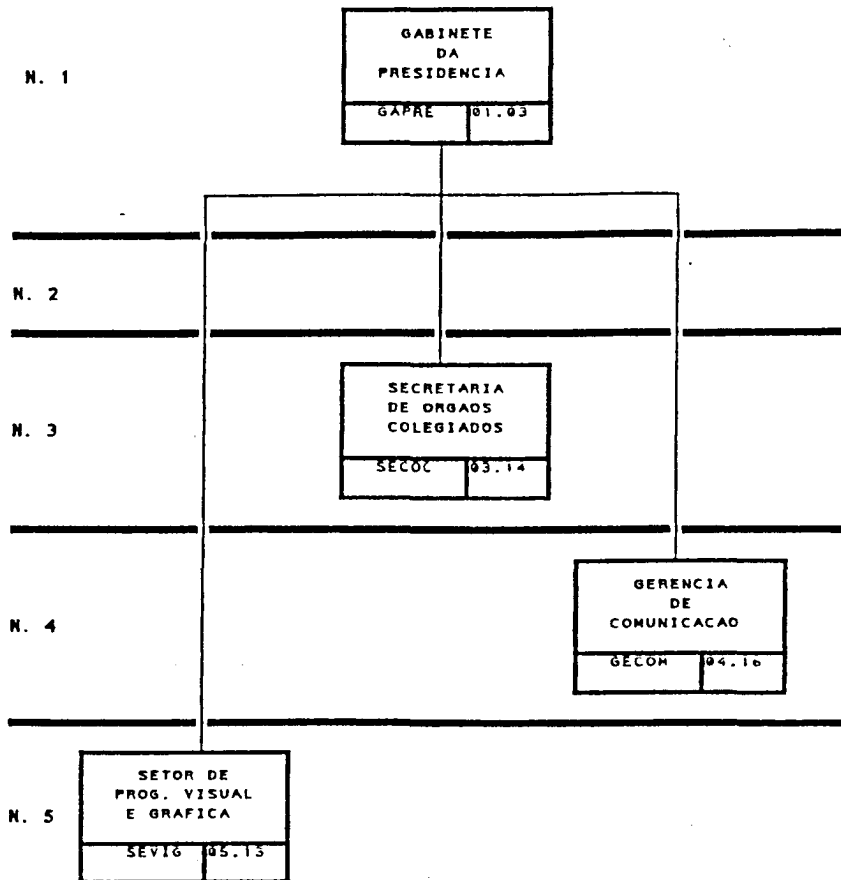 GABINETE
DA
PRESIDENCIA
N. 1
GAPRE 01.03
N. 2
SECRETARIA
DE ORGAOS
COLEGIADOS
N. 3
SECOC 03.14
GERENCIA
DE
COMUNICACAO
N. 4
GECOM 04.16
SETOR DE
PROG. VISUAL
E GRAFICA
N. 5
SEVIG 05.13